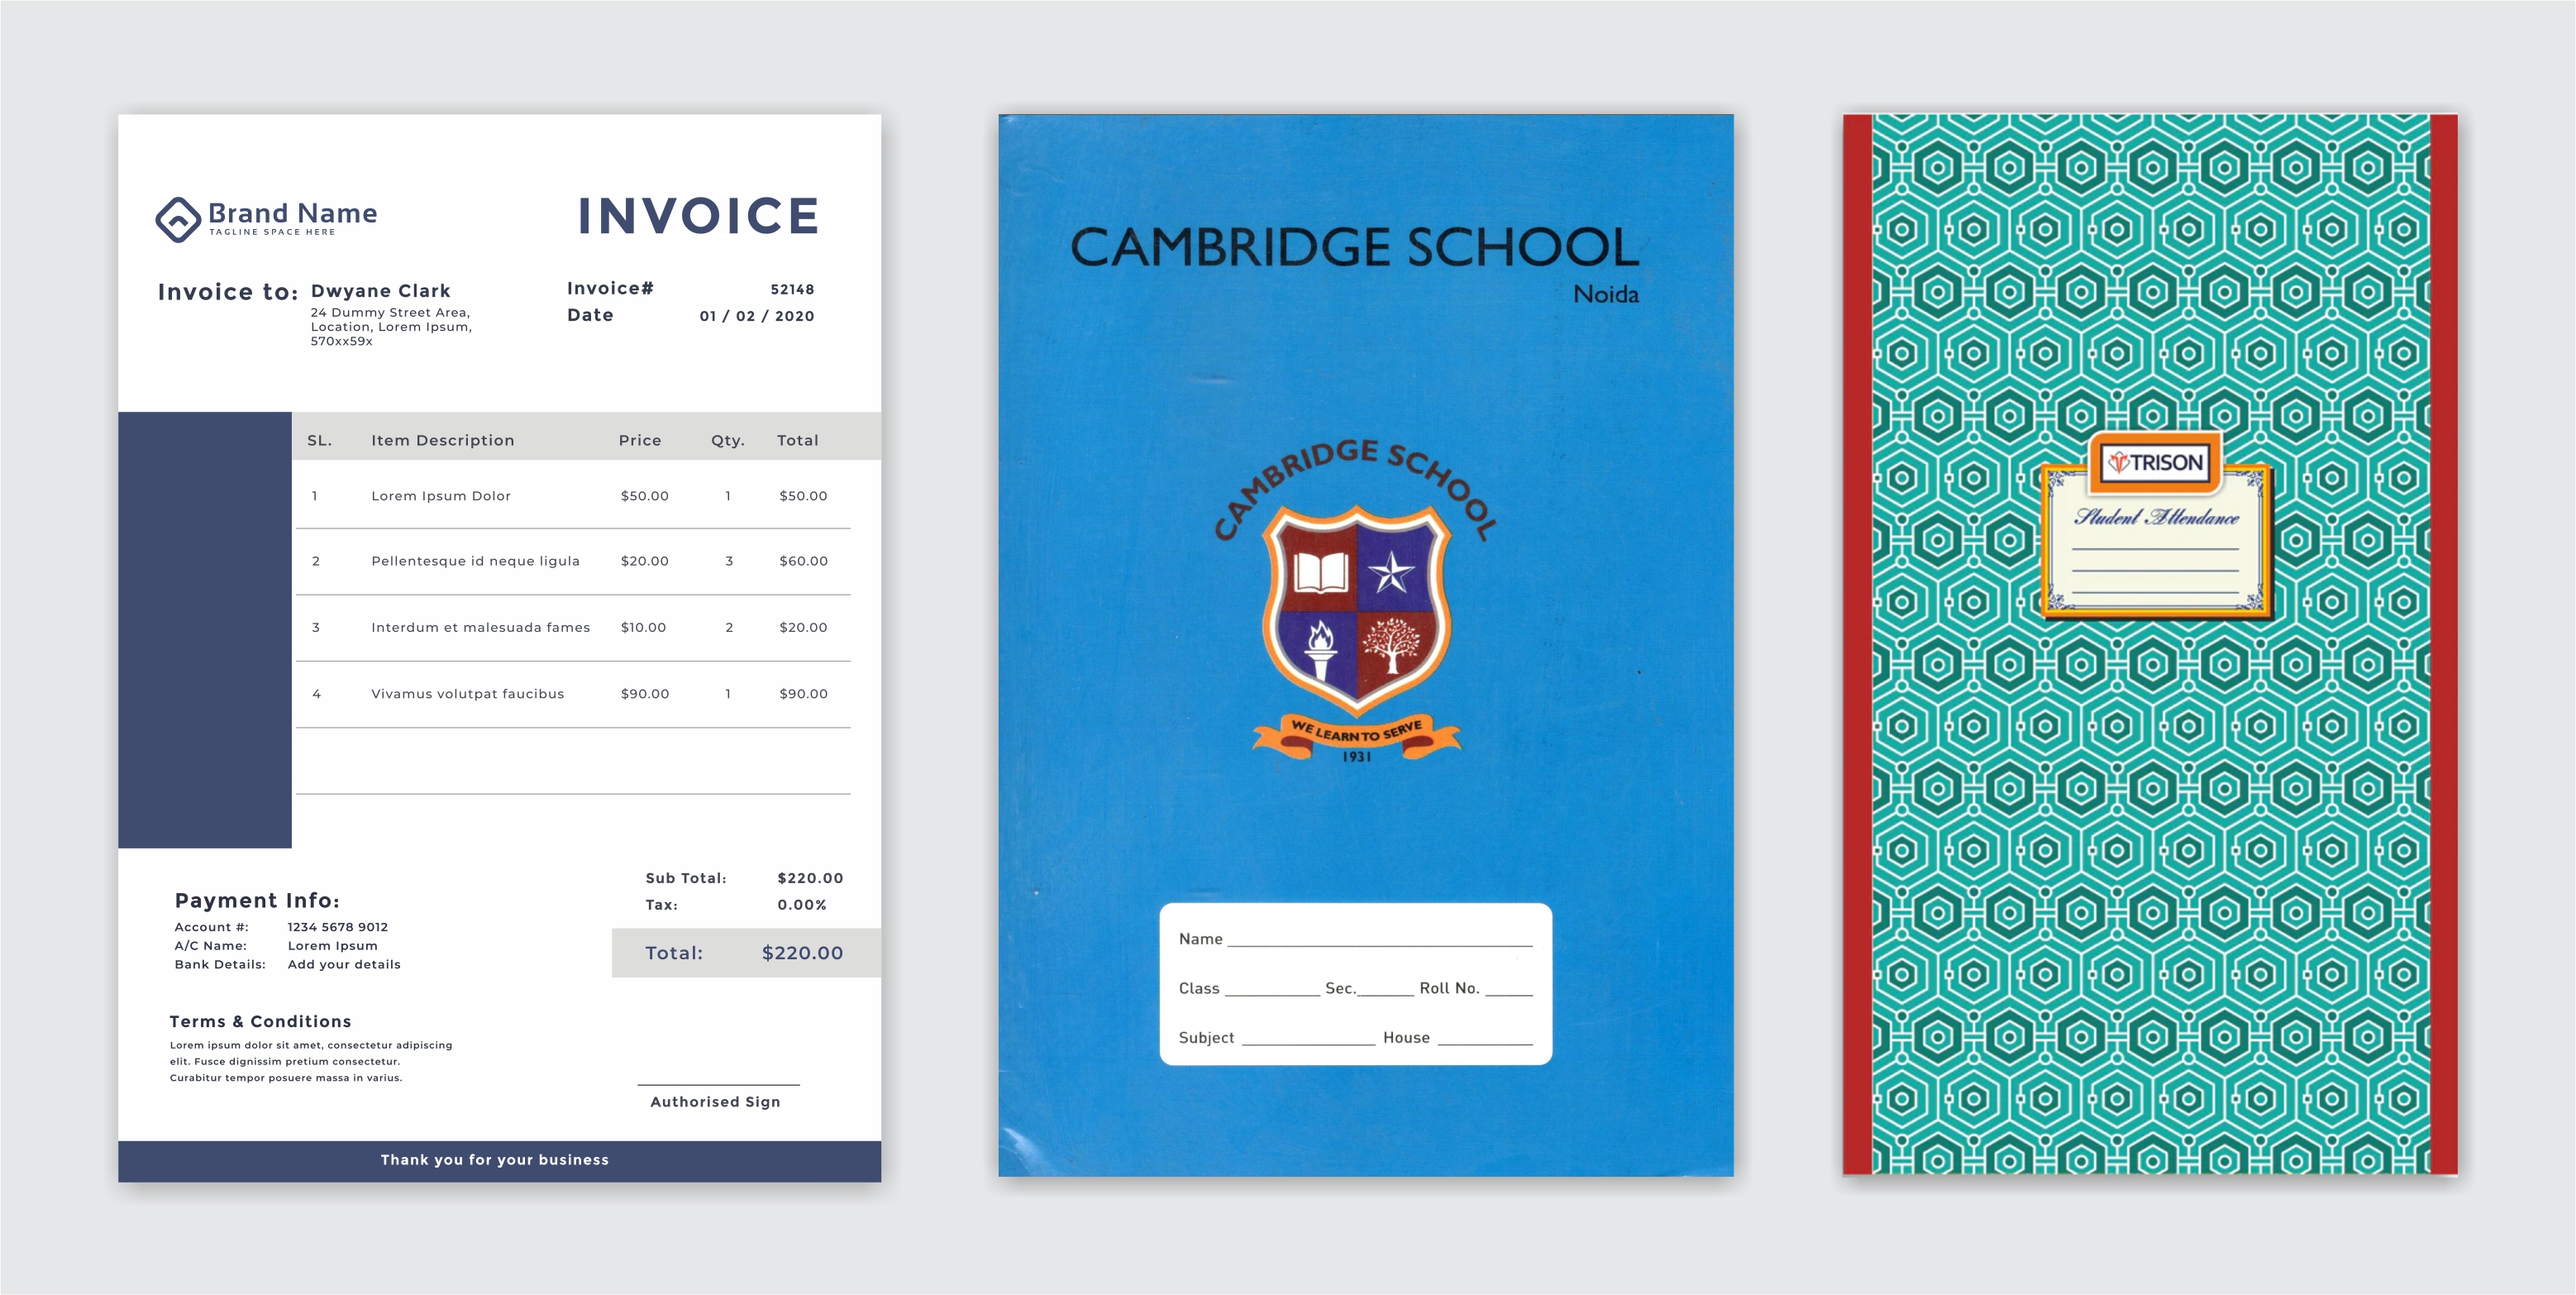 Brand Name
TAGLINE SPACE HERE
INVOICE
Invoice to: Dwyane Clark
24 Dummy Street Area,
Location, Lorem Ipsum,
570xx59x
Invoice# 52148
Date 01 / 02 / 2020
SL. Item Description Price Qty. Total
1 Lorem Ipsum Dolor $50.00 1 $50.00
2 Pellentesque id neque ligula $20.00 3 $60.00
3 Interdum et malesuada fames $10.00 2 $20.00
4 Vivamus volutpat faucibus $90.00 1 $90.00
Sub Total: $220.00
Tax: 0.00%
Total: $220.00
Payment Info:
Account #: 1234 5678 9012
A/C Name: Lorem Ipsum
Bank Details: Add your details
Terms & Conditions
Lorem ipsum dolor sit amet, consectetur adipiscing
elit. Fusce dignissim pretium consectetur.
Curabitur tempor posuere massa in varius.
Authorised Sign
Thank you for your business
CAMBRIDGE SCHOOL
Noida
CAMBRIDGE SCHOOL
WE LEARN TO SERVE
1931
Name
Class Sec. Roll No.
Subject House
TRISON
Student Attendance